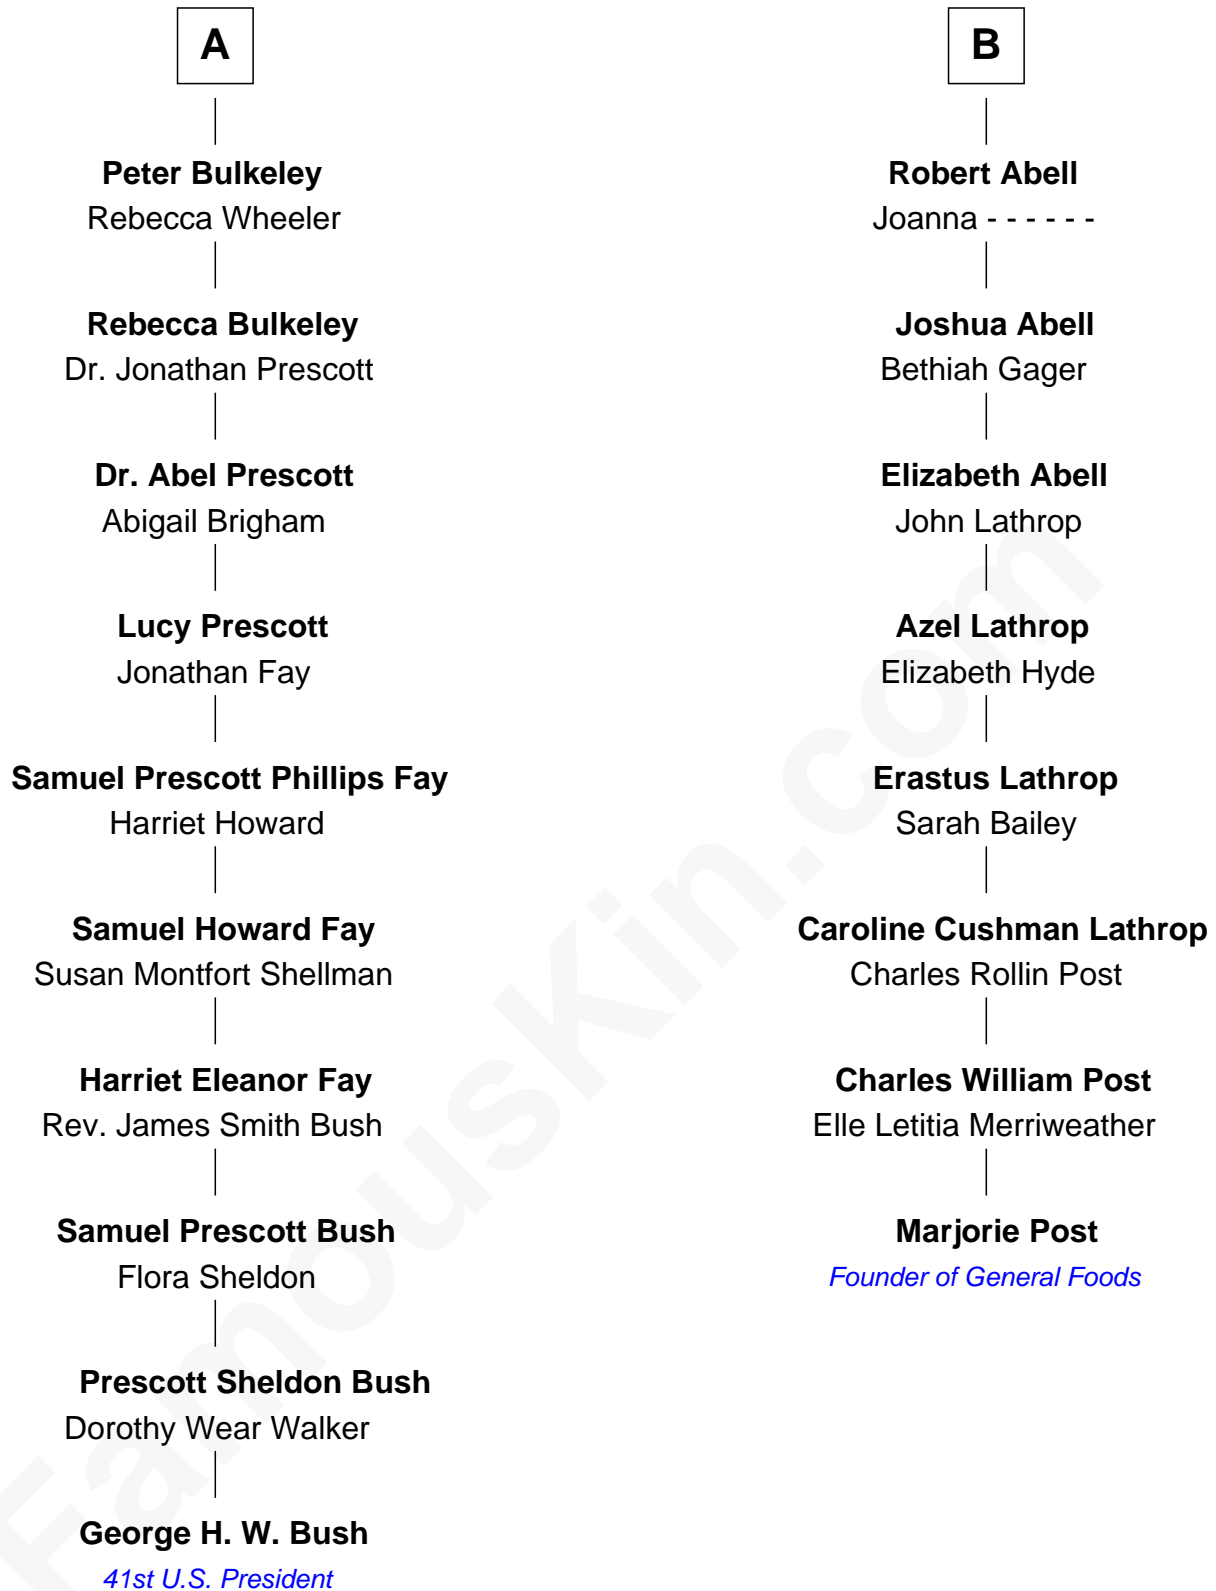 A
Peter Bulkeley
Rebecca Wheeler
Rebecca Bulkeley
Dr. Jonathan Prescott
Dr. Abel Prescott
Abigail Brigham
Lucy Prescott
Jonathan Fay
Samuel Prescott Phillips Fay
Harriet Howard
Samuel Howard Fay
Susan Montfort Shellman
Harriet Eleanor Fay
Rev. James Smith Bush
Samuel Prescott Bush
Flora Sheldon
Prescott Sheldon Bush
Dorothy Wear Walker
George H. W. Bush
41st U.S. President
B
Robert Abell
Joanna - - - - - -
Joshua Abell
Bethiah Gager
Elizabeth Abell
John Lathrop
Azel Lathrop
Elizabeth Hyde
Erastus Lathrop
Sarah Bailey
Caroline Cushman Lathrop
Charles Rollin Post
Charles William Post
Elle Letitia Merriweather
Marjorie Post
Founder of General Foods
FamousKin.com